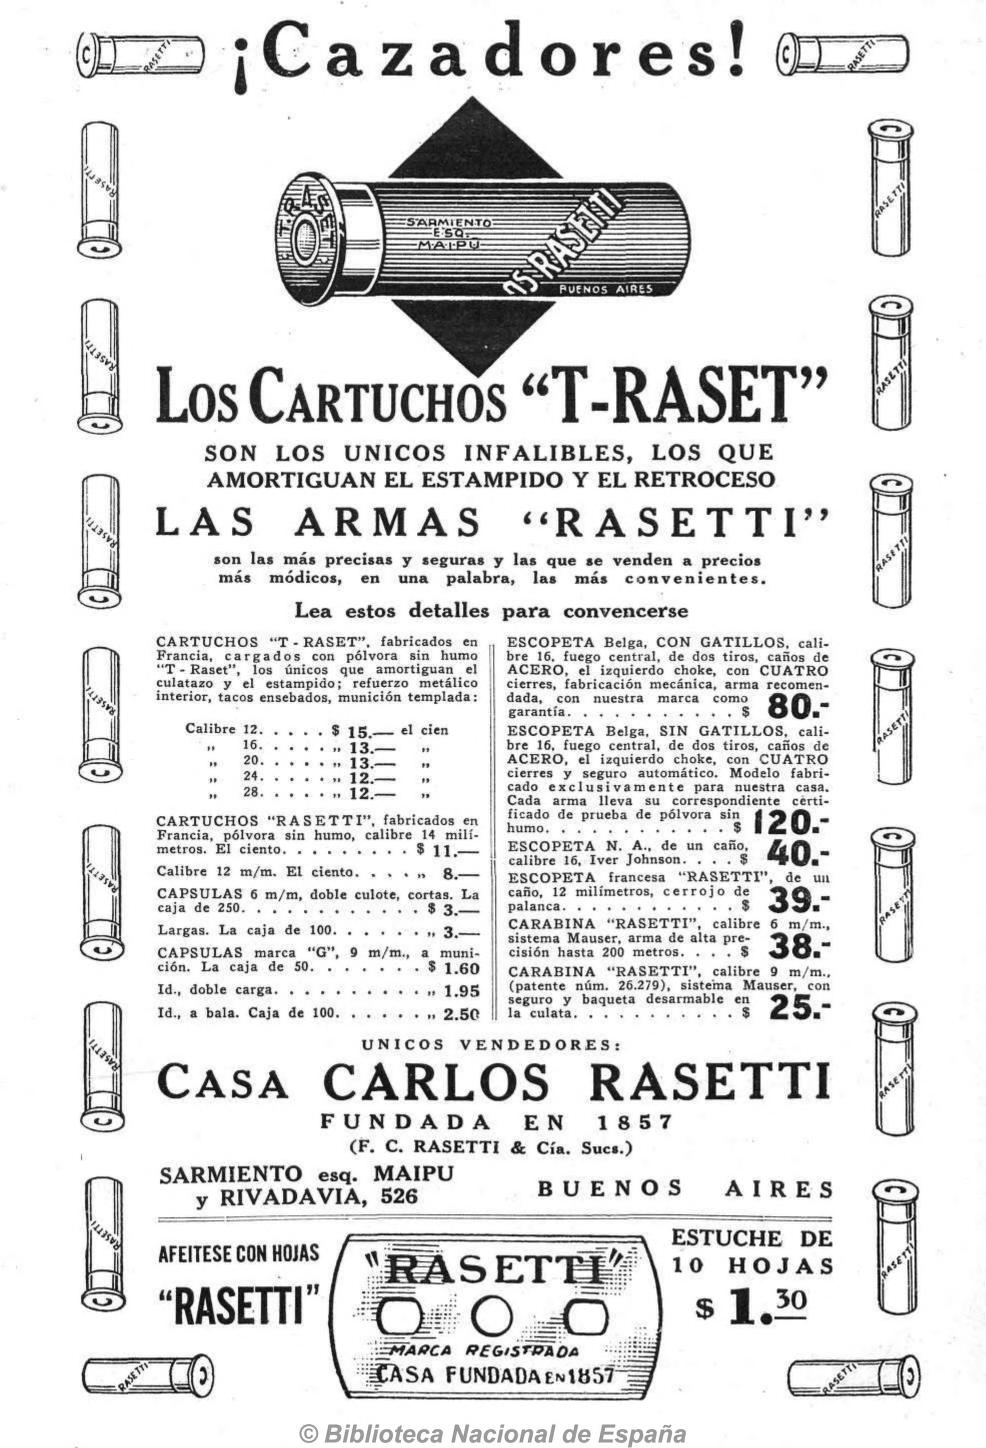 ¡Cazadores!
T-RASET
SARMIENTO
ESQ.
MAIPÚ
RASETTI
BUENOS AIRES
LOS CARTUCHOS “T-RASET”
SON LOS UNICOS INFALIBLES, LOS QUE
AMORTIGUAN EL ESTAMPIDO Y EL RETROCESO
LAS ARMAS “RASETTI”
son las más precisas y seguras y las que se venden a precios
más módicos, en una palabra, las más convenientes.
Lea estos detalles para convencerse
CARTUCHOS "T - RASET", fabricados en
Francia, cargados con pólvora sin humo
"T - Raset", los únicos que amortiguan el
culatazo y el estampido; refuerzo metálico
interior, tacos ensebados, munición templada:
Calibre 12. . . . . $ 15.— el cien
„ 16. . . . . „ 13.— „
„ 20. . . . . „ 13.— „
„ 24. . . . . „ 12.— „
„ 28. . . . . „ 12.— „
CARTUCHOS "RASETTI", fabricados en
Francia, pólvora sin humo, calibre 14 milí-
metros. El ciento. . . . . . . . . $ 11.—
Calibre 12 m/m. El ciento. . . . „ 8.—
CAPSULAS 6 m/m, doble culote, cortas. La
caja de 250. . . . . . . . . . . . $ 3.—
Largas. La caja de 100. . . . . . „ 3.—
CAPSULAS marca "G", 9 m/m., a muni-
ción. La caja de 50. . . . . . . $ 1.60
Id., doble carga. . . . . . . . . . „ 1.95
Id., a bala. Caja de 100. . . . . . „ 2.50
ESCOPETA Belga, CON GATILLOS, cali-
bre 16, fuego central, de dos tiros, caños de
ACERO, el izquierdo choke, con CUATRO
cierres, fabricación mecánica, arma recomen-
dada, con nuestra marca como
garantía. . . . . . . . . . . $ 80.-
ESCOPETA Belga, SIN GATILLOS, cali-
bre 16, fuego central, de dos tiros, caños de
ACERO, el izquierdo choke, con CUATRO
cierres y seguro automático. Modelo fabri-
cado exclusivamente para nuestra casa.
Cada arma lleva su correspondiente certi-
ficado de prueba de pólvora sin
humo. . . . . . . . . . . . $ 120.-
ESCOPETA N. A., de un caño,
calibre 16, Iver Johnson. . . . $ 40.-
ESCOPETA francesa "RASETTI", de un
caño, 12 milímetros, cerrojo de
palanca. . . . . . . . . . . $ 39.-
CARABINA "RASETTI", calibre 6 m/m.,
sistema Mauser, arma de alta pre-
cisión hasta 200 metros. . . . $ 38.-
CARABINA "RASETTI", calibre 9 m/m.,
(patente núm. 26.279), sistema Mauser, con
seguro y baqueta desarmable en
la culata. . . . . . . . . . $ 25.-
UNICOS VENDEDORES:
CASA CARLOS RASETTI
FUNDADA EN 1857
(F. C. RASETTI & Cía. Sucs.)
SARMIENTO esq. MAIPU
y RIVADAVIA, 526
BUENOS AIRES
AFEITESE CON HOJAS
“RASETTI”
"RASETTI"
MARCA REGISTRADA
CASA FUNDADA EN 1857
ESTUCHE DE
10 HOJAS
$ 1.30
© Biblioteca Nacional de España